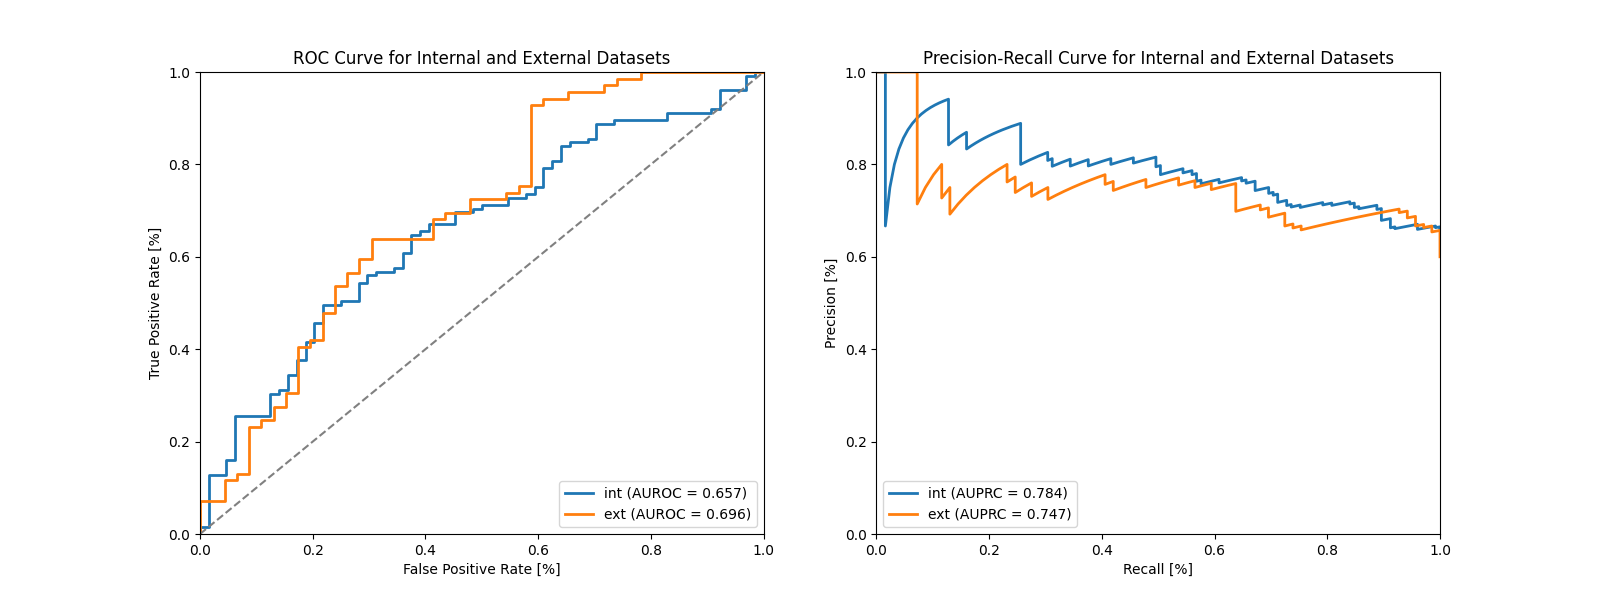 ROC Curve for Internal and External Datasets
1.0
0.8
0.6
0.4
0.2
0.0
True Positive Rate [%]
0.0 0.2 0.4 0.6 0.8 1.0
False Positive Rate [%]
int (AUROC = 0.657)
ext (AUROC = 0.696)
Precision-Recall Curve for Internal and External Datasets
1.0
0.8
0.6
0.4
0.2
0.0
Precision [%]
0.0 0.2 0.4 0.6 0.8 1.0
Recall [%]
int (AUPRC = 0.784)
ext (AUPRC = 0.747)